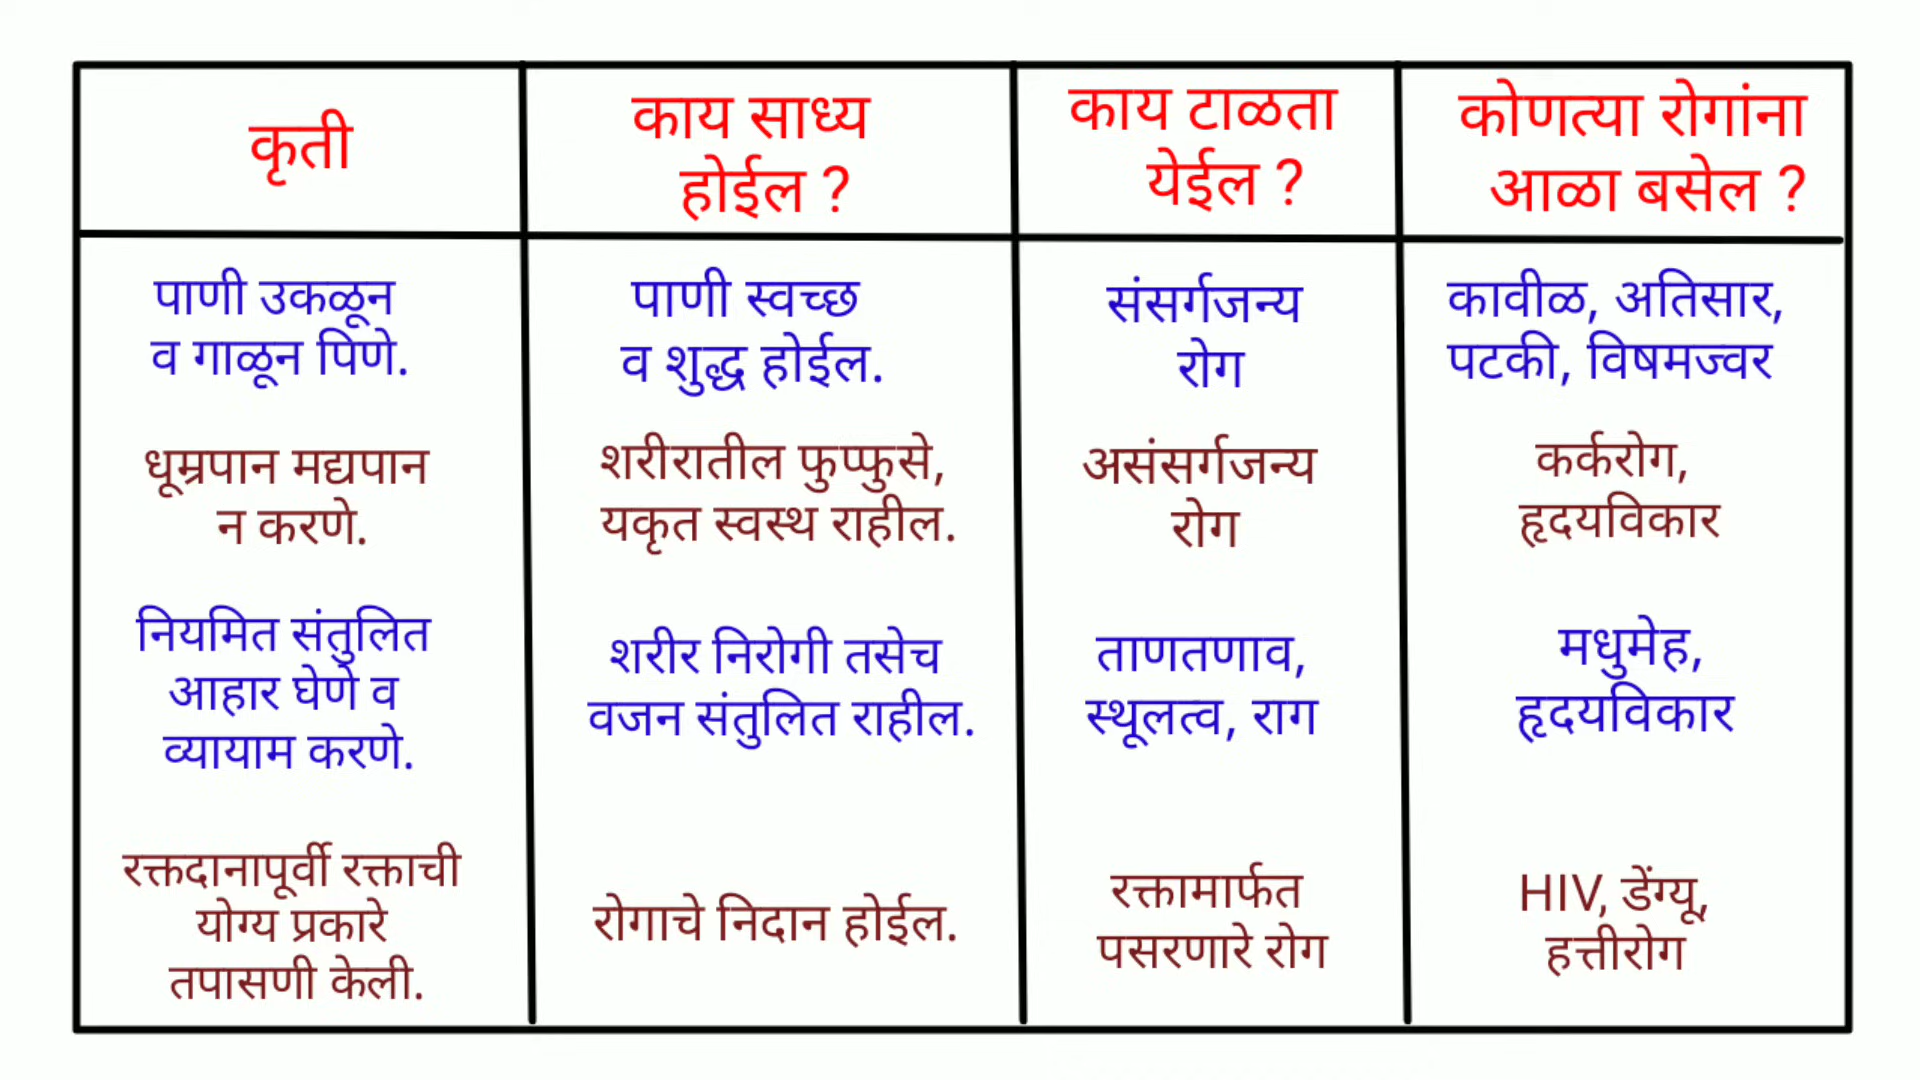 कृती
काय साध्य
होईल ?
काय टाळता
येईल ?
कोणत्या रोगांना
आळा बसेल ?
पाणी उकळून
व गाळून पिणे.
पाणी स्वच्छ
व शुद्ध होईल.
संसर्गजन्य
रोग
कावीळ, अतिसार,
पटकी, विषमज्वर
धूम्रपान मद्यपान
न करणे.
शरीरातील फुप्फुसे,
यकृत स्वस्थ राहील.
असंसर्गजन्य
रोग
कर्करोग,
हृदयविकार
नियमित संतुलित
आहार घेणे व
व्यायाम करणे.
शरीर निरोगी तसेच
वजन संतुलित राहील.
ताणतणाव,
स्थूलत्व, राग
मधुमेह,
हृदयविकार
रक्तदानापूर्वी रक्ताची
योग्य प्रकारे
तपासणी केली.
रोगाचे निदान होईल.
रक्तामार्फत
पसरणारे रोग
HIV, डेंग्यू,
हत्तीरोग